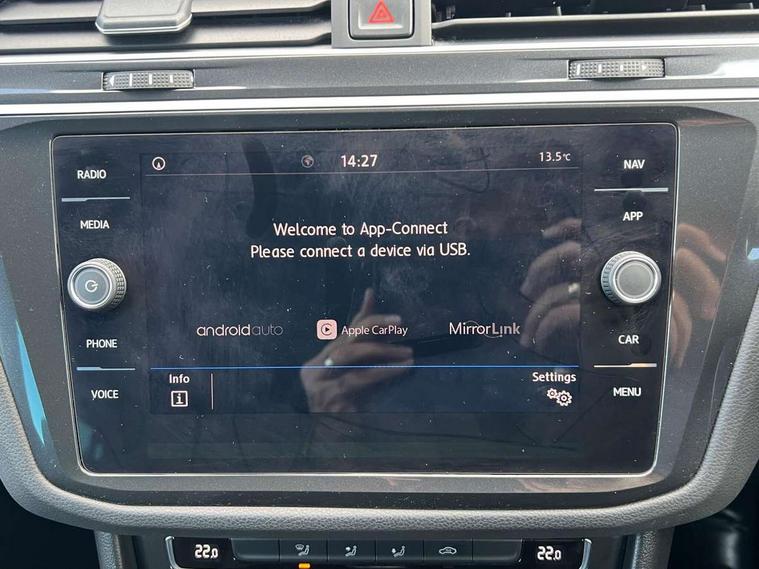 RADIO
MEDIA
PHONE
VOICE
14:27
13.5°C
Welcome to App-Connect
Please connect a device via USB.
androidauto
Apple CarPlay
MirrorLink
Info
i
Settings
NAV
APP
CAR
MENU
22.0
22.0